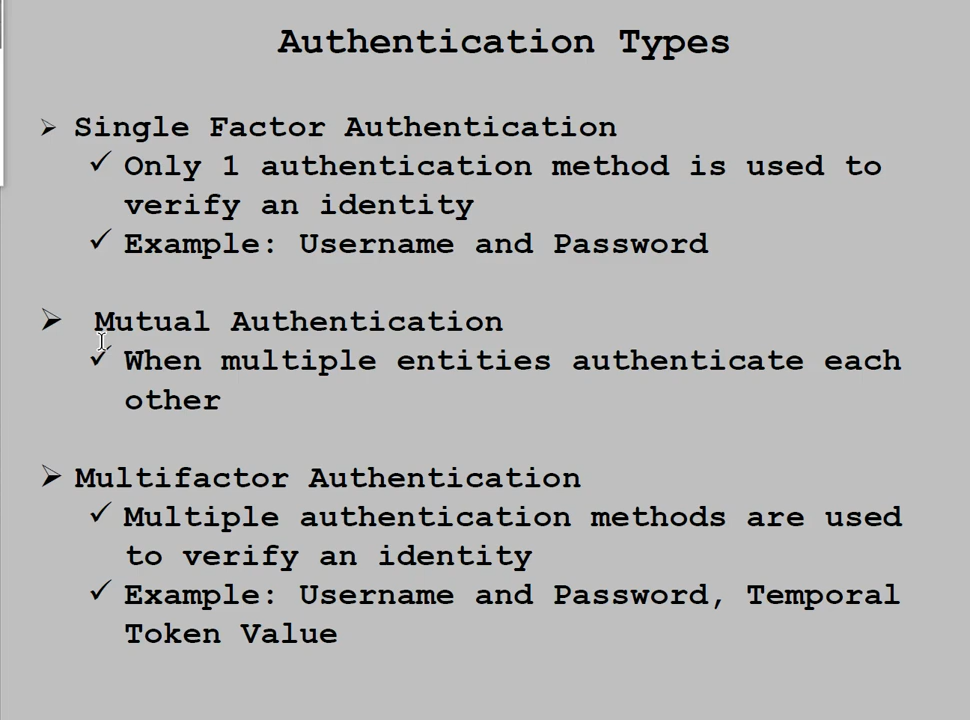 Authentication Types
➢ Single Factor Authentication
✓ Only 1 authentication method is used to
verify an identity
✓ Example: Username and Password
➢ Mutual Authentication
✓ When multiple entities authenticate each
other
➢ Multifactor Authentication
✓ Multiple authentication methods are used
to verify an identity
✓ Example: Username and Password, Temporal
Token Value